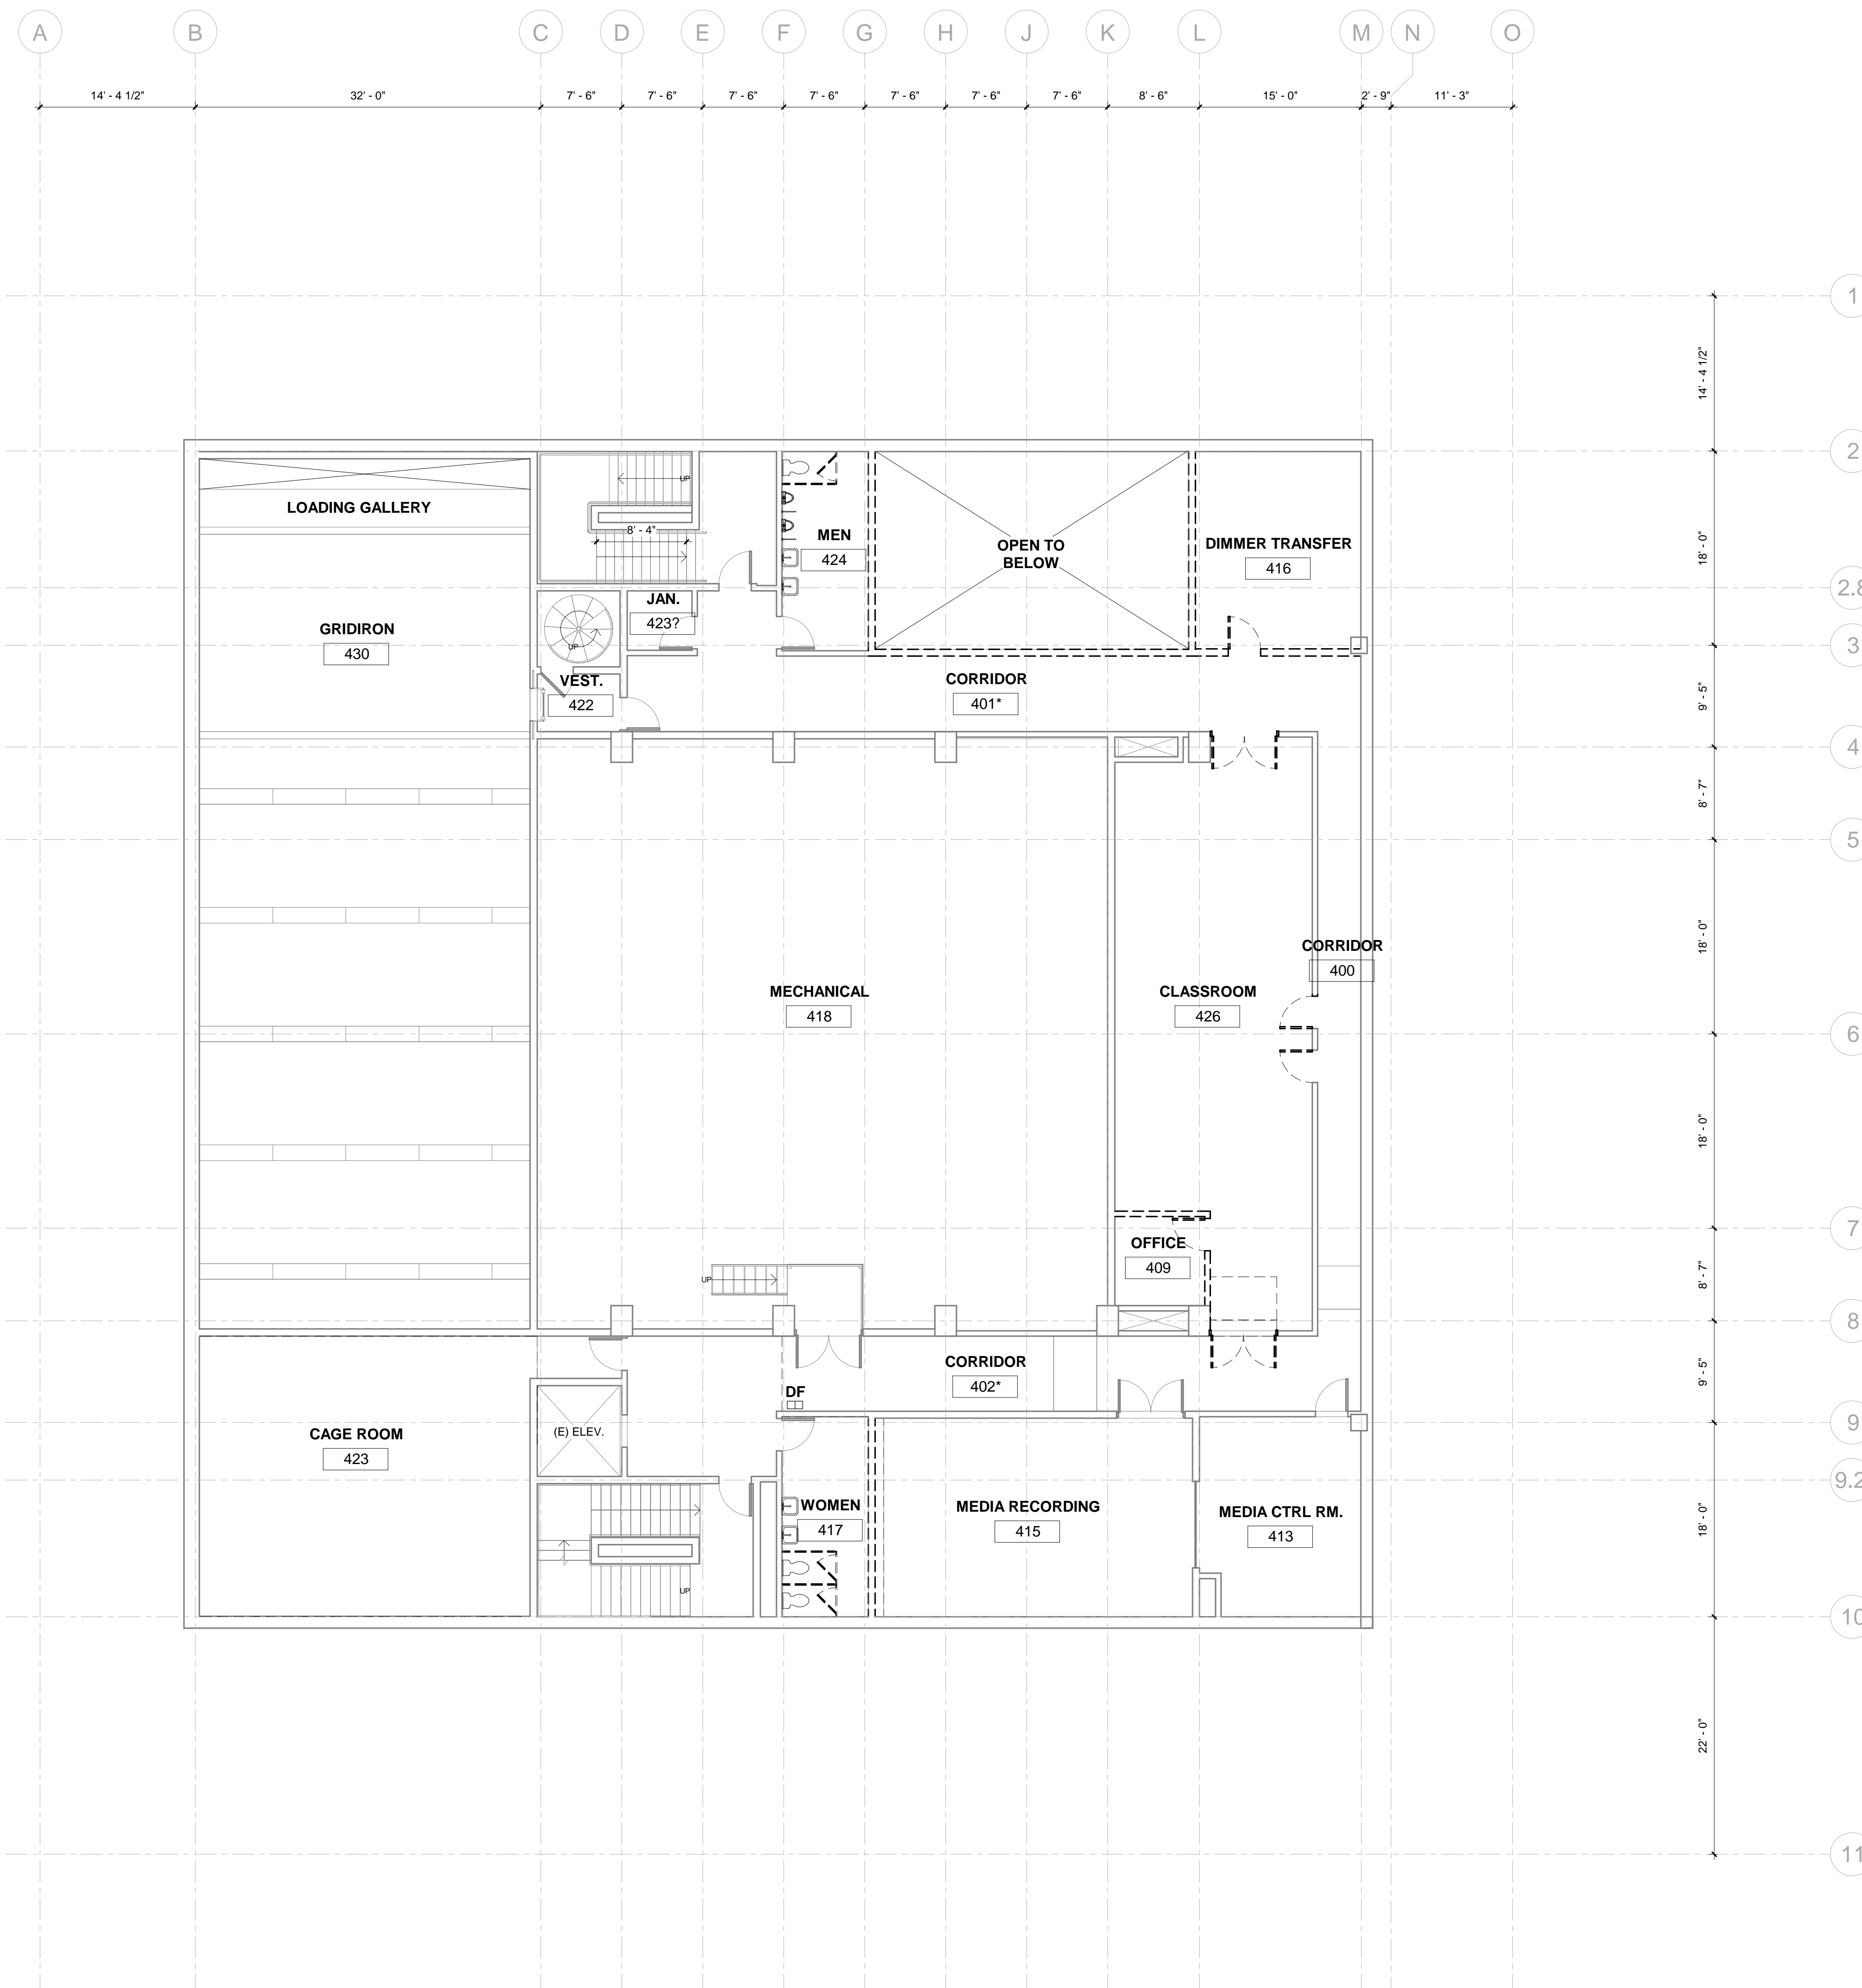 A B C D E F G H J K L M N O
14' - 4 1/2" 32' - 0" 7' - 6" 7' - 6" 7' - 6" 7' - 6" 7' - 6" 7' - 6" 7' - 6" 8' - 6" 15' - 0" 2' - 9" 11' - 3"
1
14' - 4 1/2"
2
UP
LOADING GALLERY
8' - 4"
MEN
424
OPEN TO
BELOW
DIMMER TRANSFER
416
18' - 0"
2.8
JAN.
423?
GRIDIRON
430
UP
3
VEST.
422
CORRIDOR
401*
9' - 5"
4
8' - 7"
5
CORRIDOR
400
18' - 0"
MECHANICAL
418
CLASSROOM
426
6
18' - 0"
7
OFFICE
409
UP
8' - 7"
8
CORRIDOR
402*
9' - 5"
DF
9
CAGE ROOM
423
(E) ELEV.
9.2
WOMEN
417
MEDIA RECORDING
415
MEDIA CTRL RM.
413
18' - 0"
UP
10
22' - 0"
11